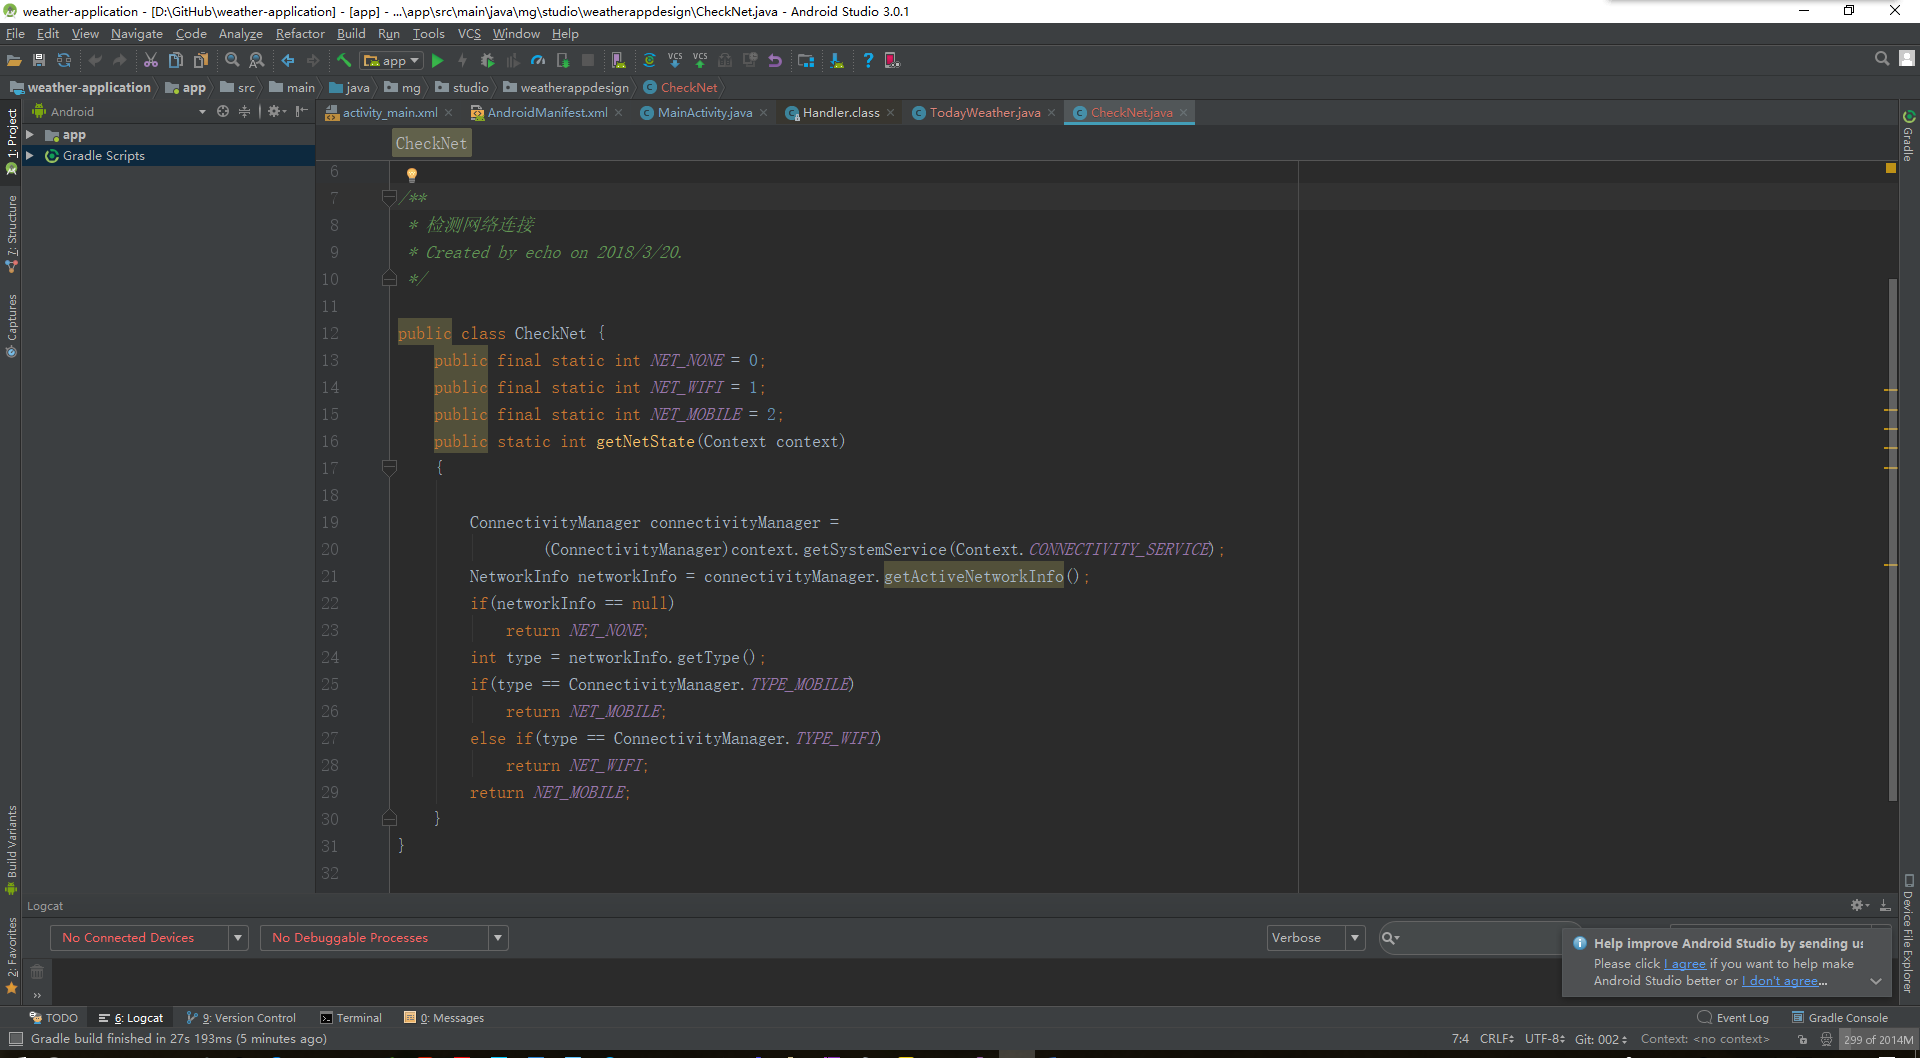 weather-application - [D:\GitHub\weather-application] - [app] - ...\app\src\main\java\mg\studio\weatherappdesign\CheckNet.java - Android Studio 3.0.1
File Edit View Navigate Code Analyze Refactor Build Run Tools VCS Window Help
app
weather-application app src main java mg studio weatherappdesign CheckNet
Android
activity_main.xml AndroidManifest.xml MainActivity.java Handler.class TodayWeather.java CheckNet.java
app
Gradle Scripts
1: Project
7: Structure
Captures
Build Variants
2: Favorites
Gradle
Device File Explorer
CheckNet
6
7 /**
8 * 检测网络连接
9 * Created by echo on 2018/3/20.
10 */
11
12 public class CheckNet {
13 public final static int NET_NONE = 0;
14 public final static int NET_WIFI = 1;
15 public final static int NET_MOBILE = 2;
16 public static int getNetState(Context context)
17 {
18
19 ConnectivityManager connectivityManager =
20 (ConnectivityManager)context.getSystemService(Context.CONNECTIVITY_SERVICE);
21 NetworkInfo networkInfo = connectivityManager.getActiveNetworkInfo();
22 if(networkInfo == null)
23 return NET_NONE;
24 int type = networkInfo.getType();
25 if(type == ConnectivityManager.TYPE_MOBILE)
26 return NET_MOBILE;
27 else if(type == ConnectivityManager.TYPE_WIFI)
28 return NET_WIFI;
29 return NET_MOBILE;
30 }
31 }
32
Logcat
No Connected Devices No Debuggable Processes Verbose
Help improve Android Studio by sending us
Please click I agree if you want to help make
Android Studio better or I don't agree...
TODO 6: Logcat 9: Version Control Terminal 0: Messages Event Log Gradle Console
Gradle build finished in 27s 193ms (5 minutes ago) 7:4 CRLF UTF-8 Git: 002 Context: <no context> 299 of 2014M